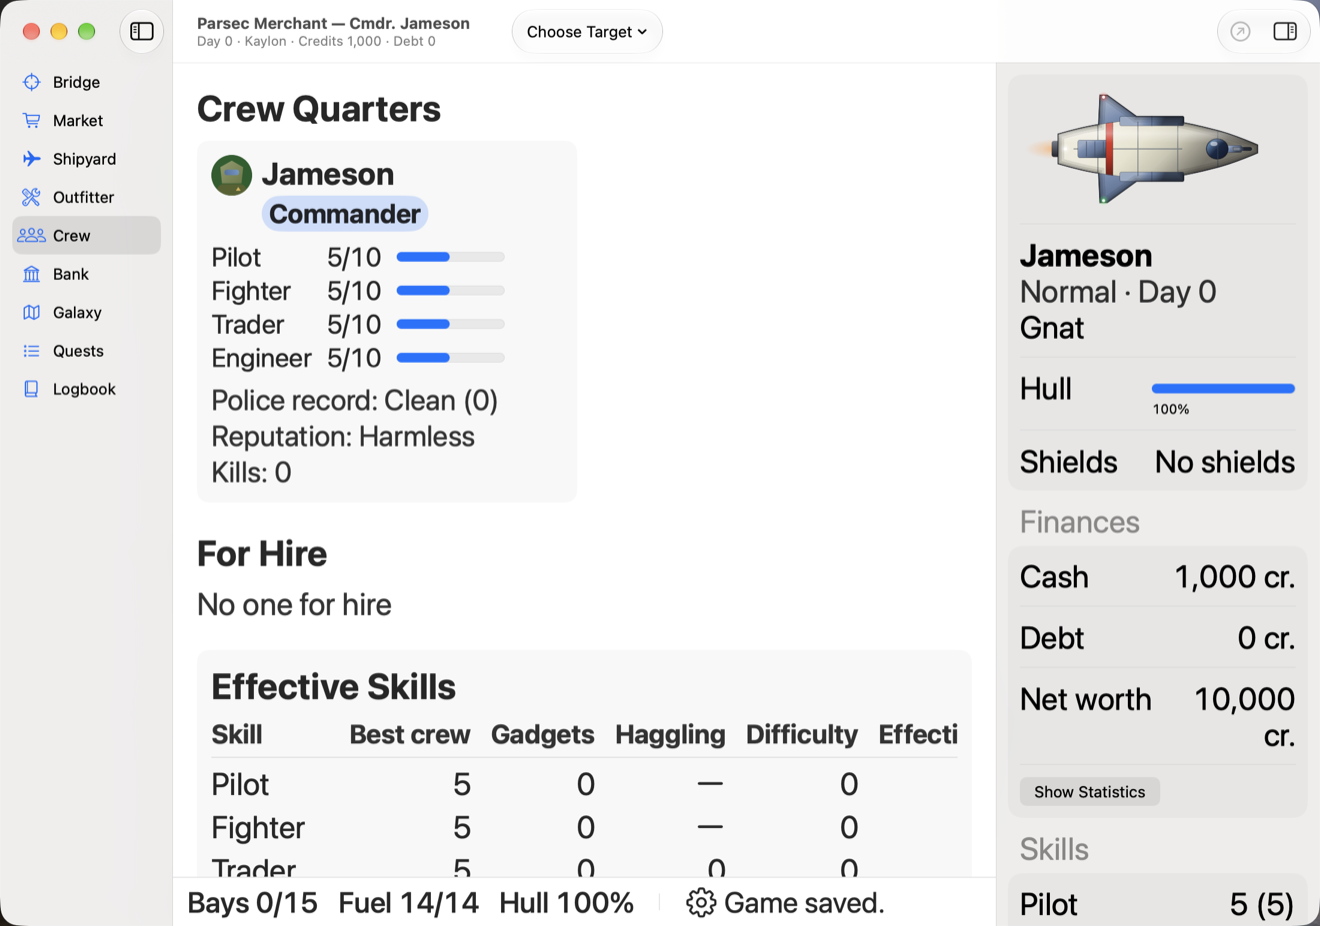 Parsec Merchant — Cmdr. Jameson
Day 0 · Kaylon · Credits 1,000 · Debt 0
Choose Target
Bridge
Market
Shipyard
Outfitter
Crew
Bank
Galaxy
Quests
Logbook
Crew Quarters
Jameson
Commander
Pilot 5/10
Fighter 5/10
Trader 5/10
Engineer 5/10
Police record: Clean (0)
Reputation: Harmless
Kills: 0
For Hire
No one for hire
Effective Skills
Skill Best crew Gadgets Haggling Difficulty Effecti
Pilot 5 0 — 0
Fighter 5 0 — 0
Trader 5 0 0 0
Bays 0/15 Fuel 14/14 Hull 100% Game saved.
Jameson
Normal · Day 0
Gnat
Hull
100%
Shields No shields
Finances
Cash 1,000 cr.
Debt 0 cr.
Net worth 10,000
cr.
Show Statistics
Skills
Pilot 5 (5)